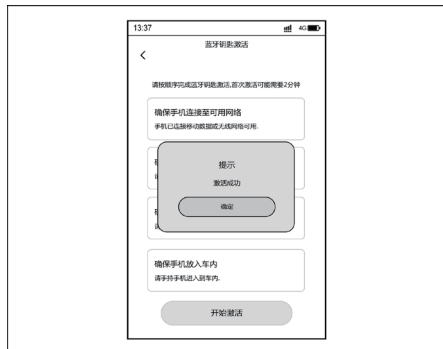 13:37
4G
蓝牙钥匙激活
请按顺序完成蓝牙钥匙激活,首次激活可能需要2分钟
确保手机连接至可用网络
手机已连接移动数据或无线网络可用.
提示
激活成功
确定
确保手机放入车内
请手持手机进入到车内.
开始激活